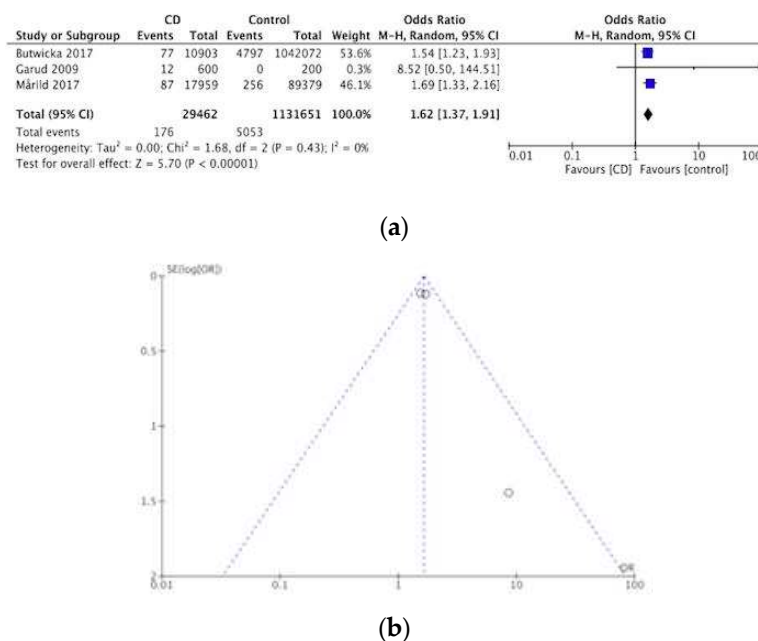 CD Control Odds Ratio Odds Ratio
Study or Subgroup Events Total Events Total Weight M-H, Random, 95% CI M-H, Random, 95% CI
Butwicka 2017 77 10903 4797 1042072 53.6% 1.54 [1.23, 1.93]
Garud 2009 12 600 0 200 0.3% 8.52 [0.50, 144.51]
Mårild 2017 87 17959 256 89379 46.1% 1.69 [1.33, 2.16]
Total (95% CI) 29462 1131651 100.0% 1.62 [1.37, 1.91]
Total events 176 5053
Heterogeneity: Tau² = 0.00; Chi² = 1.68, df = 2 (P = 0.43); I² = 0%
Test for overall effect: Z = 5.70 (P < 0.00001)
0.01 0.1 1 10 100
Favours [CD] Favours [control]
(a)
SE(log[OR])
0
0.5
1
1.5
2
OR
0.01 0.1 1 10 100
(b)